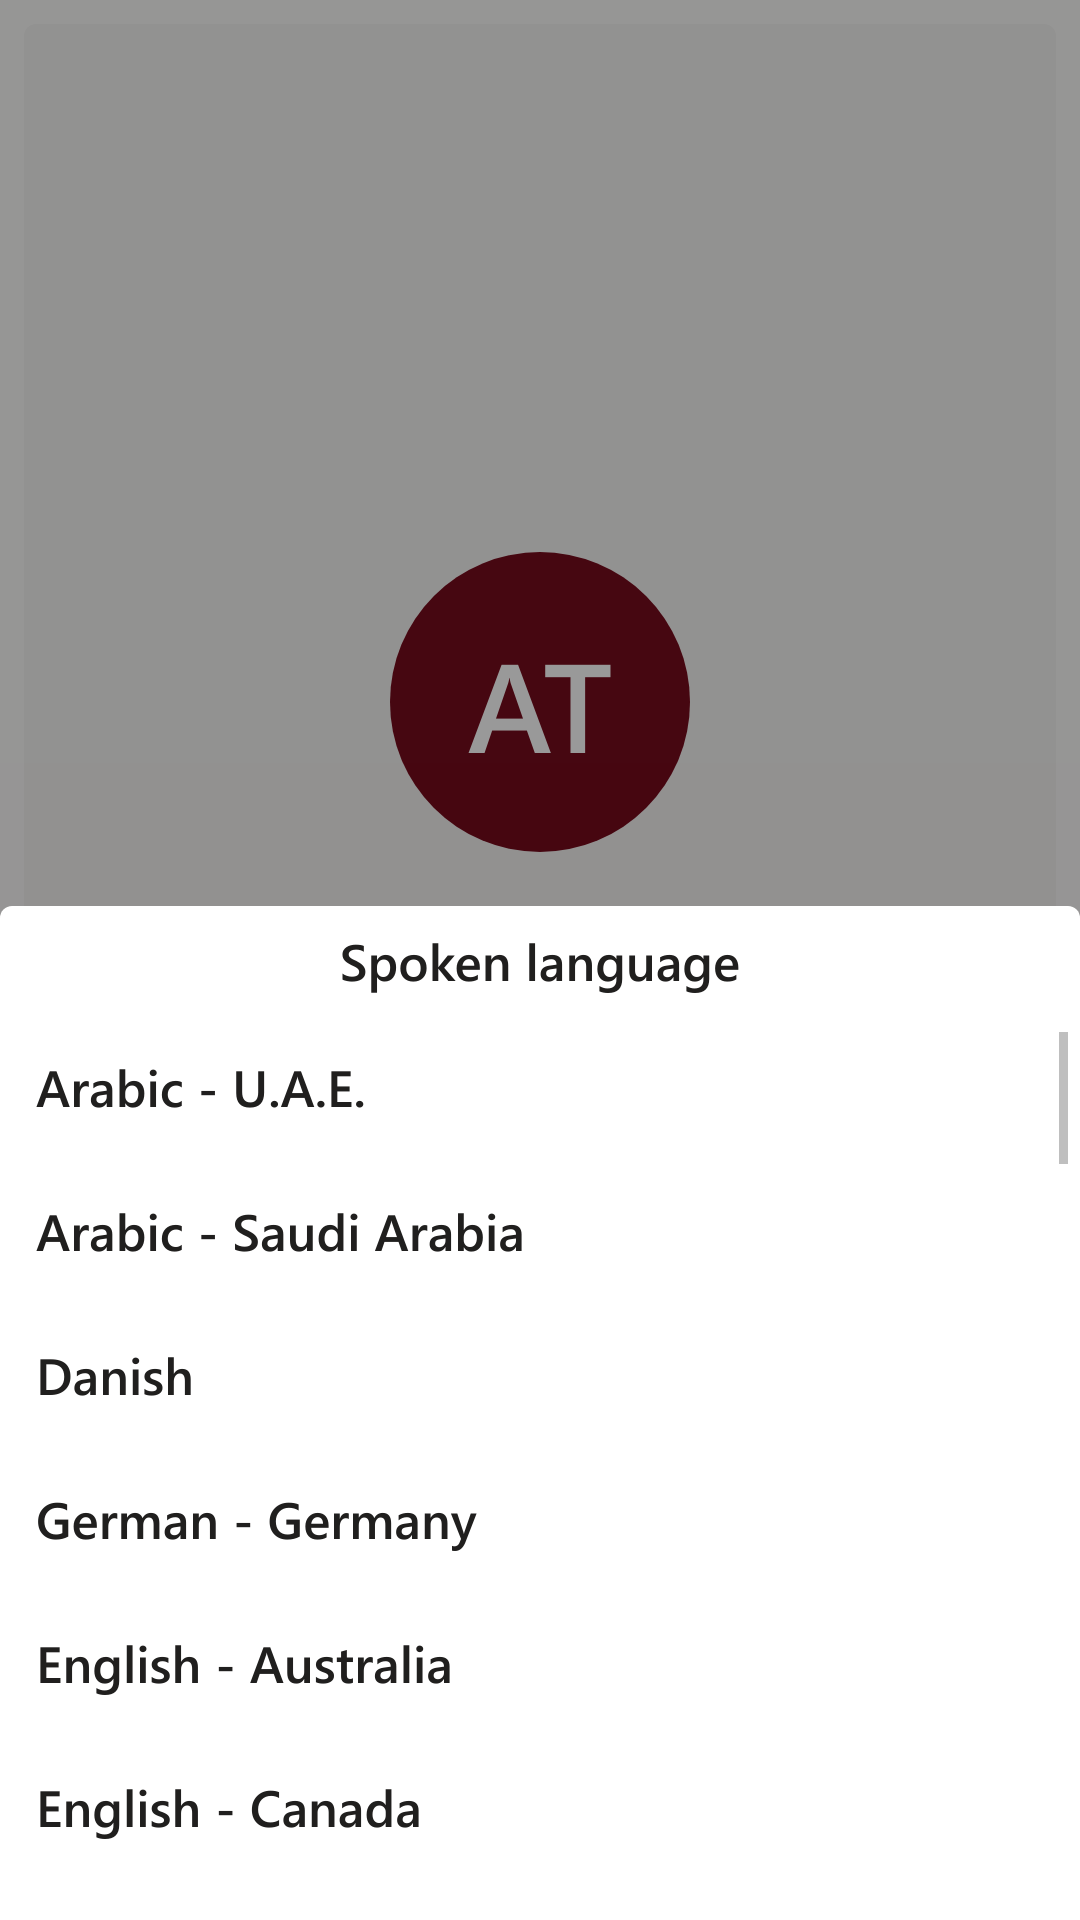 AT
Spoken language
Arabic - U.A.E.
Arabic - Saudi Arabia
Danish
German - Germany
English - Australia
English - Canada